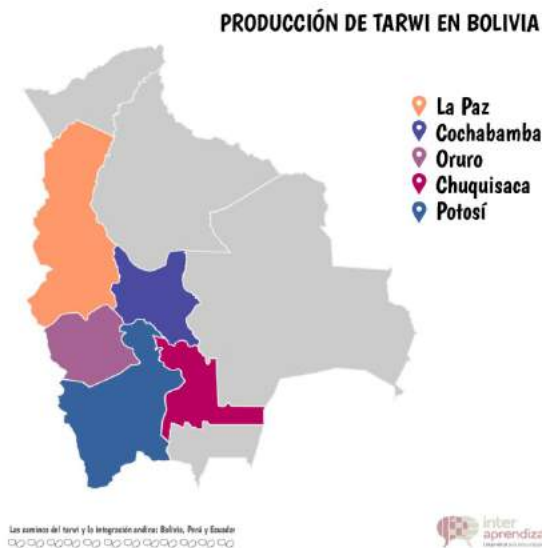 PRODUCCIÓN DE TARWI EN BOLIVIA
La Paz
Cochabamba
Oruro
Chuquisaca
Potosí
Los caminos del tarwi y la integración andina: Bolivia, Perú y Ecuador
inter
aprendiza